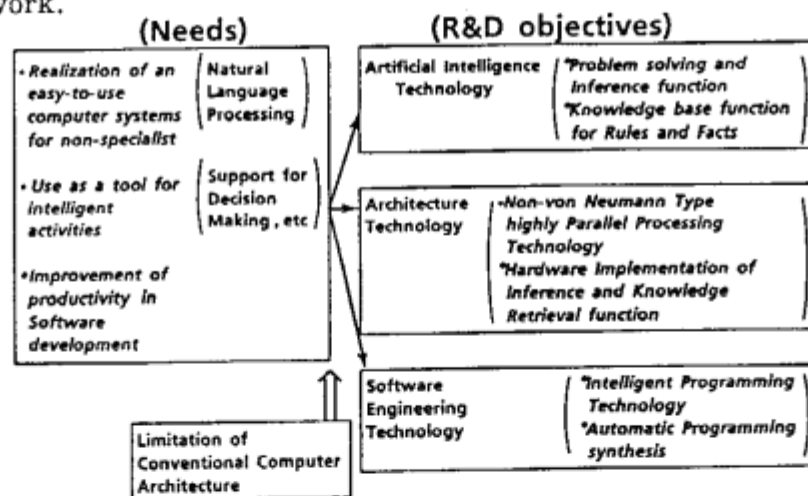 work.
(Needs)
(R&D objectives)
• Realization of an
easy-to-use
computer systems
for non-specialist
Natural
Language
Processing
• Use as a tool for
intelligent
activities
Support for
Decision
Making , etc
•Improvement of
productivity in
Software
development
Limitation of
Conventional Computer
Architecture
Artificial Intelligence
Technology
•Problem solving and
Inference function
•Knowledge base function
for Rules and Facts
Architecture
Technology
•Non-von Neumann Type
highly Parallel Processing
Technology
•Hardware Implementation of
Inference and Knowledge
Retrieval function
Software
Engineering
Technology
•Intelligent Programming
Technology
•Automatic Programming
synthesis